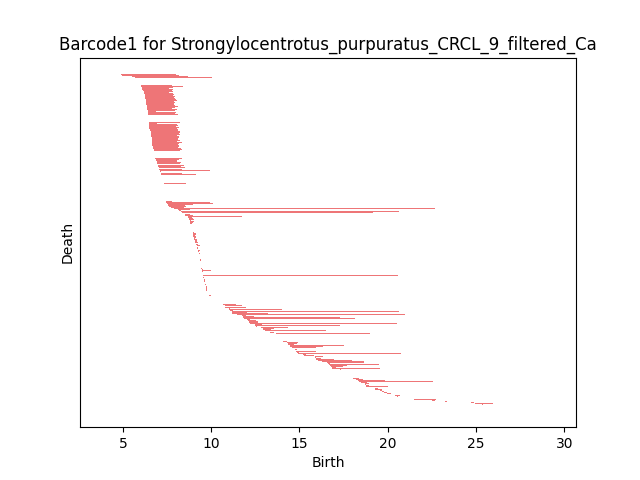 Barcode1 for Strongylocentrotus_purpuratus_CRCL_9_filtered_Ca
Death
5 10 15 20 25 30
Birth